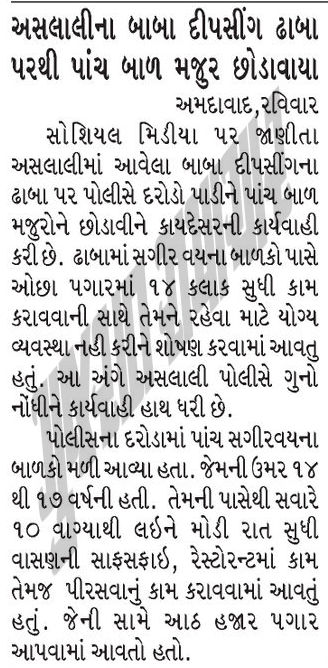 અસલાલીના બાબા દીપસીંગ ઢાબા
પરથી પાંચ બાળ મજુર છોડાવાયા
અમદાવાદ,રવિવાર
સોશિયલ મિડીયા પર જાણીતા
અસલાલીમાં આવેલા બાબા દીપસિંગના
ઢાબા પર પોલીસે દરોડો પાડીને પાંચ બાળ
મજુરોને છોડાવીને કાયદેસરની કાર્યવાહી
કરી છે. ઢાબામાં સગીર વયના બાળકો પાસે
ઓછા પગારમાં ૧૪ કલાક સુધી કામ
કરાવવાની સાથે તેમને રહેવા માટે યોગ્ય
વ્યવસ્થા નહી કરીને શોષણ કરવામાં આવતુ
હતું. આ અંગે અસલાલી પોલીસે ગુનો
નોંધીને કાર્યવાહી હાથ ધરી છે.
પોલીસના દરોડામાં પાંચ સગીરવયના
બાળકો મળી આવ્યા હતા. જેમની ઉમર ૧૪
થી ૧૭ વર્ષની હતી. તેમની પાસેથી સવારે
૧૦ વાગ્યાથી લઇને મોડી રાત સુધી
વાસણની સાફસફાઇ, રેસ્ટોરન્ટમાં કામ
તેમજ પીરસવાનું કામ કરાવવામાં આવતું
હતું. જેની સામે આઠ હજાર પગાર
આપવામાં આવતો હતો.